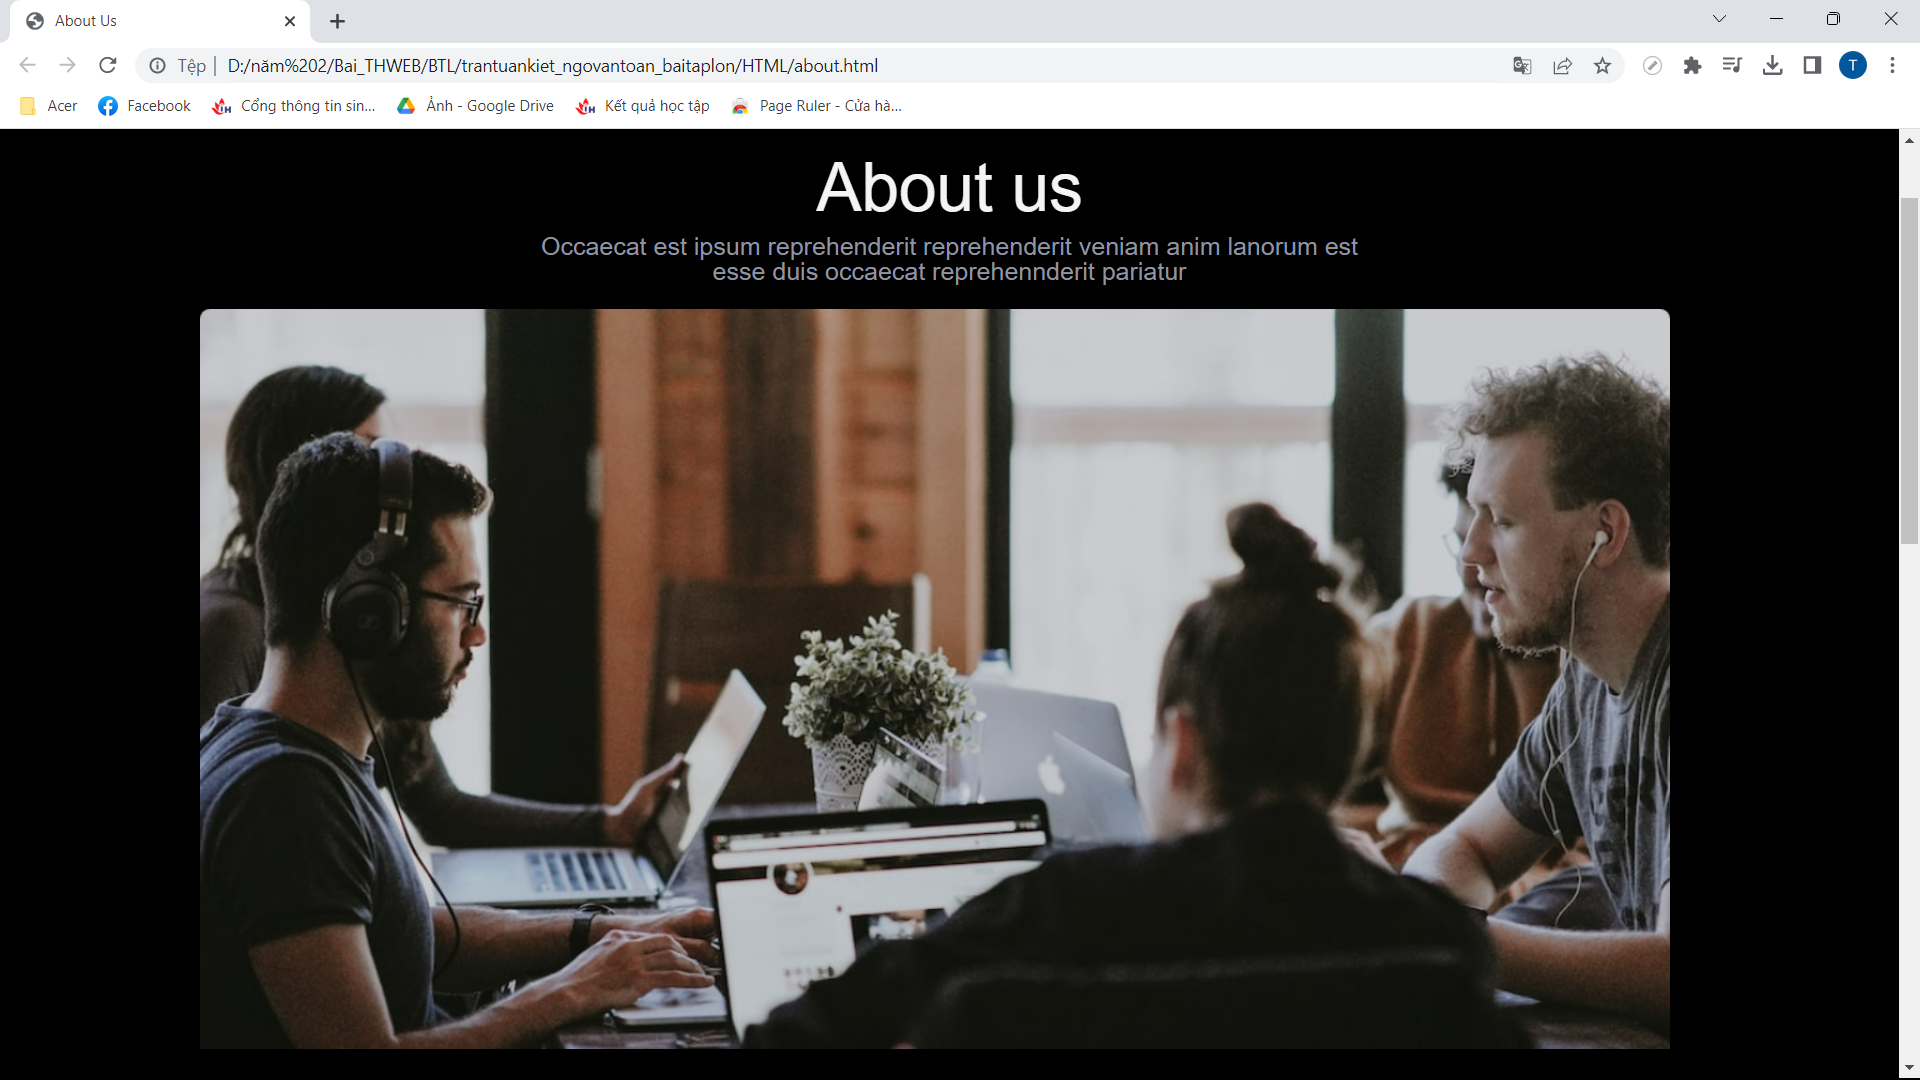 About Us
Tệp
D:/năm%202/Bai_THWEB/BTL/trantuankiet_ngovantoan_baitaplon/HTML/about.html
T
Acer
Facebook
Cổng thông tin sin...
Ảnh - Google Drive
Kết quả học tập
Page Ruler - Cửa hà...
About us
Occaecat est ipsum reprehenderit reprehenderit veniam anim lanorum est
esse duis occaecat reprehennderit pariatur